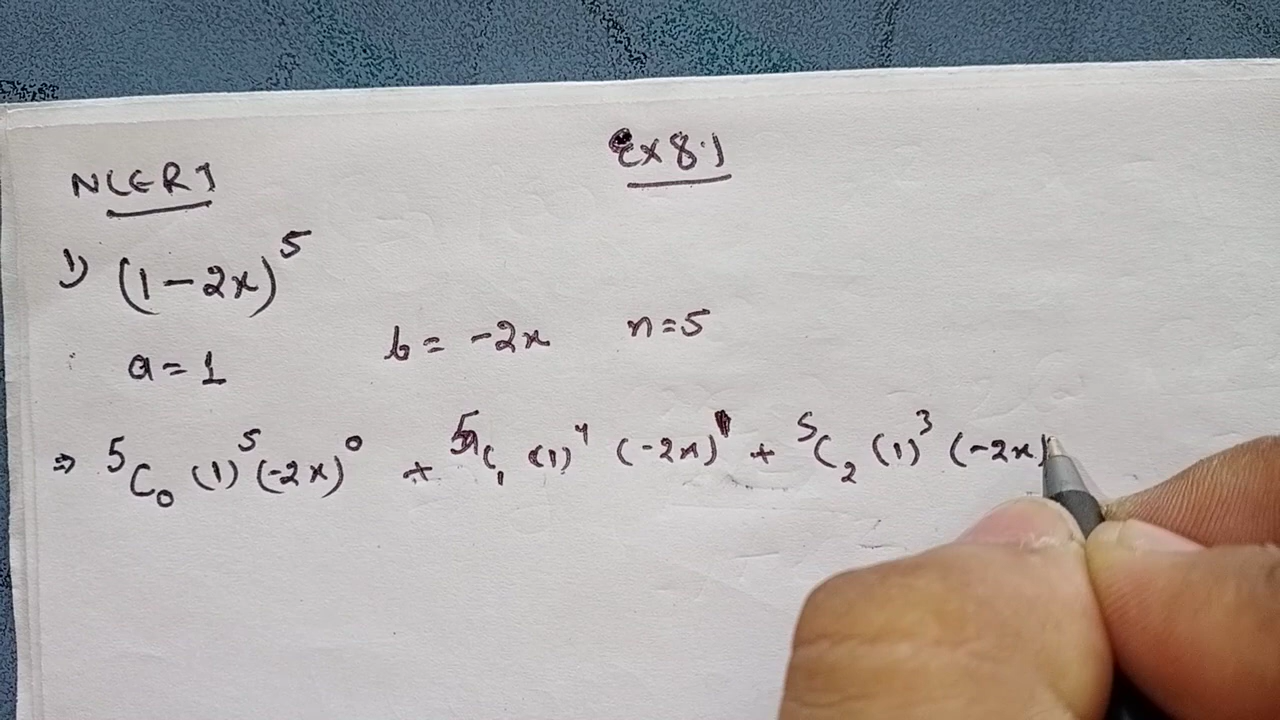 NCERT
Ex 8.1
1) (1-2x)⁵
a=1 b= -2x n=5
⇒ ⁵C₀ (1)⁵(-2x)⁰ + ⁵C₁ (1)⁴ (-2x)¹ + ⁵C₂ (1)³ (-2x)